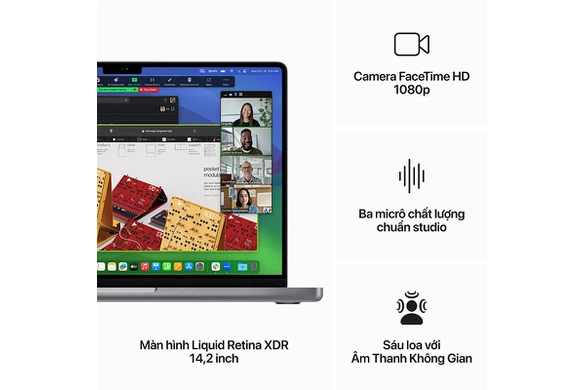 Camera FaceTime HD
1080p
Ba micrô chất lượng
chuẩn studio
pocket
Màn hình Liquid Retina XDR
14,2 inch
Sáu loa với
Âm Thanh Không Gian